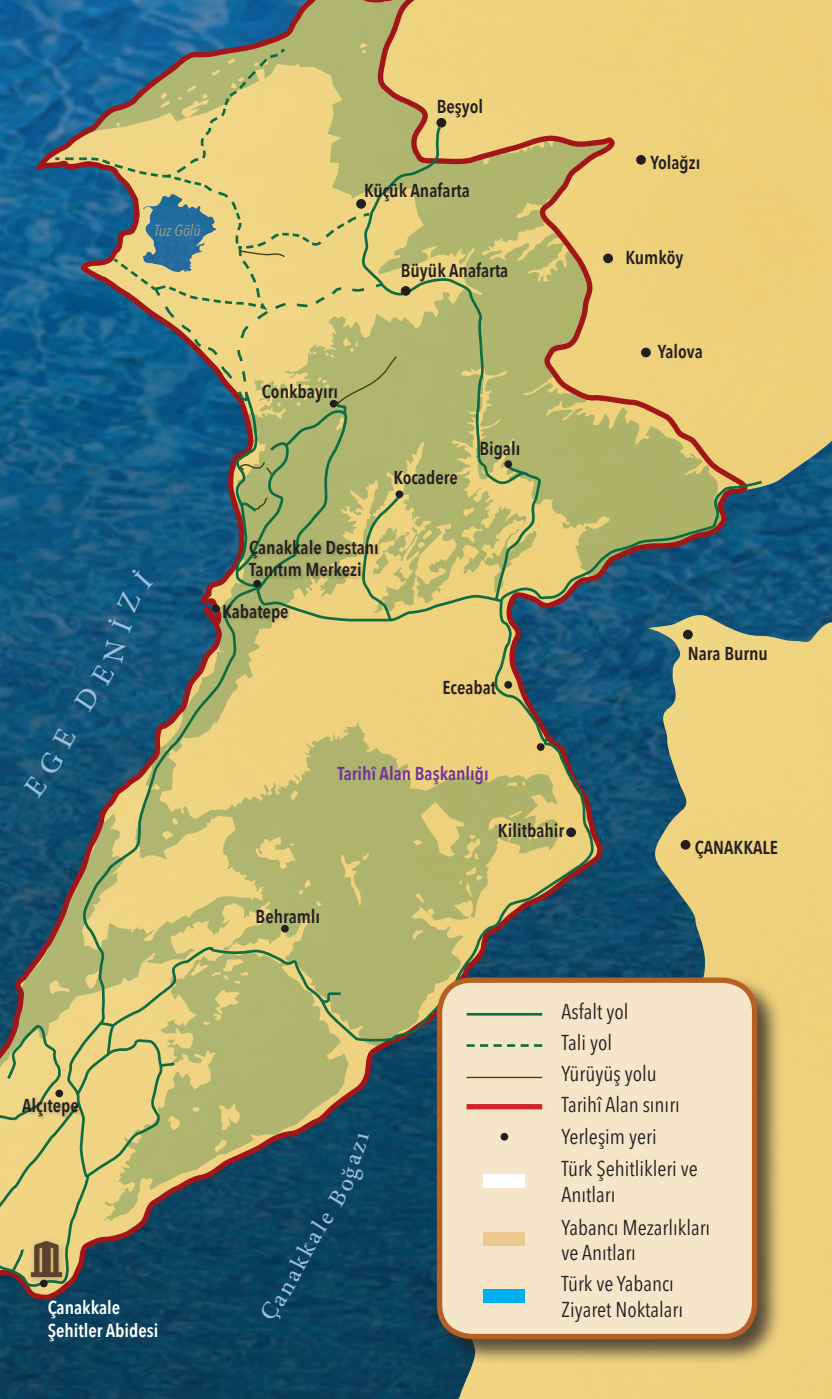 Beşyol
Yolağzı
Küçük Anafarta
Tuz Gölü
Kumköy
Büyük Anafarta
Yalova
Conkbayırı
Bigalı
Kocadere
Çanakkale Destanı
Tanıtım Merkezi
Kabatepe
EGE DENİZİ
Nara Burnu
Eceabat
Tarihî Alan Başkanlığı
Kilitbahir
ÇANAKKALE
Behramlı
Alçıtepe
Çanakkale Boğazı
Çanakkale
Şehitler Abidesi
Asfalt yol
Tali yol
Yürüyüş yolu
Tarihî Alan sınırı
Yerleşim yeri
Türk Şehitlikleri ve
Anıtları
Yabancı Mezarlıkları
ve Anıtları
Türk ve Yabancı
Ziyaret Noktaları